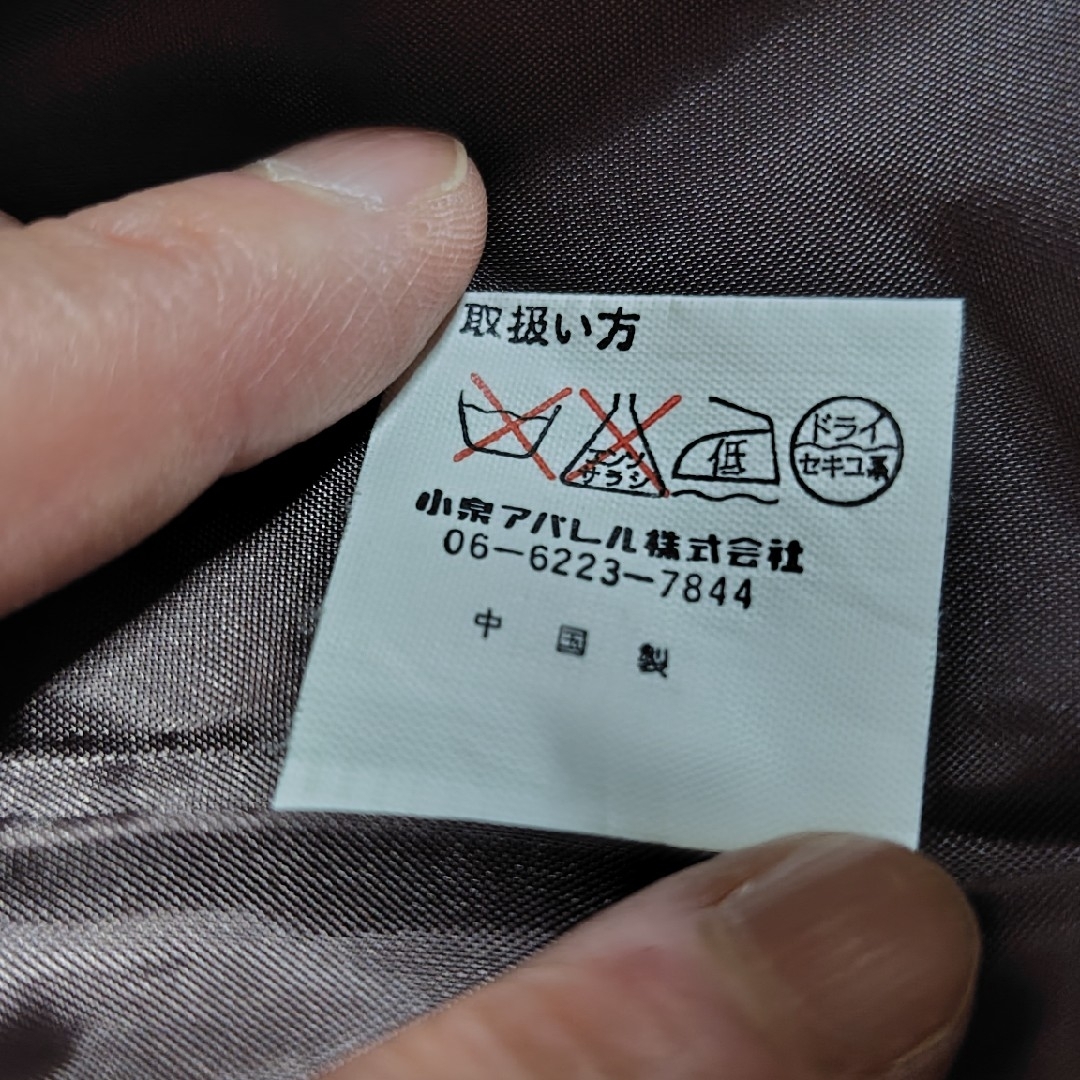 取扱い方
エンソ
サラシ
低
ドライ
セキユ系
小泉アパレル株式会社
06-6223-7844
中国製